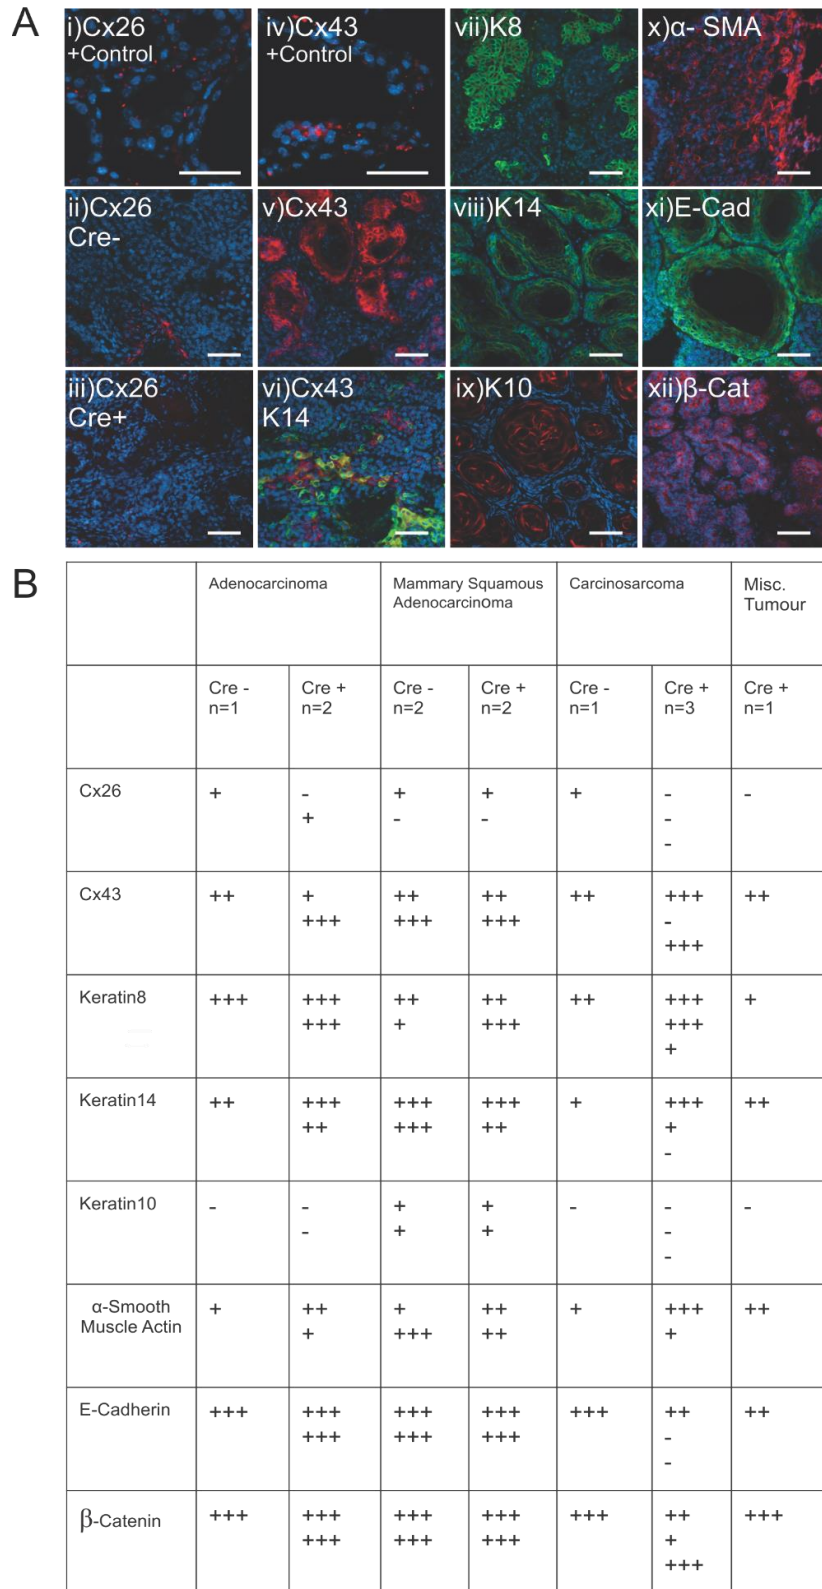 A
i)Cx26
+Control
iv)Cx43
+Control
vii)K8
x)α- SMA
ii)Cx26
Cre-
v)Cx43
viii)K14
xi)E-Cad
iii)Cx26
Cre+
vi)Cx43
K14
ix)K10
xii)β-Cat
B
Adenocarcinoma
Mammary Squamous
Adenocarcinoma
Carcinosarcoma
Misc.
Tumour
Cre -
n=1
Cre +
n=2
Cre -
n=2
Cre +
n=2
Cre -
n=1
Cre +
n=3
Cre +
n=1
Cx26 + - + + + - -
+ - - -
-
Cx43 ++ + ++ ++ ++ +++ ++
+++ +++ +++ -
+++
Keratin8 +++ +++ ++ ++ ++ +++ +
+++ + +++ +++
+
Keratin14 ++ +++ +++ +++ + +++ ++
++ +++ ++ +
-
Keratin10 - - + + - - -
- + + -
-
α-Smooth + ++ + ++ + +++ ++
Muscle Actin + +++ ++ +
E-Cadherin +++ +++ +++ +++ +++ ++ ++
+++ +++ +++ -
-
β-Catenin +++ +++ +++ +++ +++ ++ +++
+++ +++ +++ +
+++